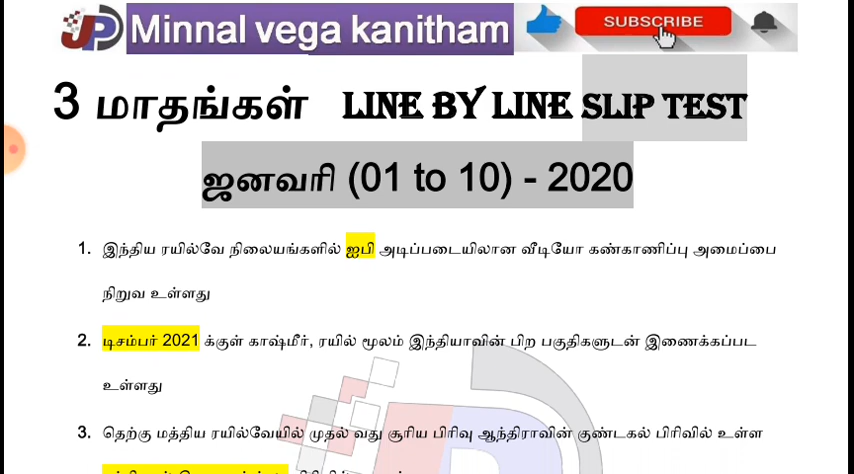 JP Minnal vega kanitham SUBSCRIBE
3 மாதங்கள் LINE BY LINE SLIP TEST
ஜனவரி (01 to 10) - 2020
1. இந்திய ரயில்வே நிலையங்களில் ஐபி அடிப்படையிலான வீடியோ கண்காணிப்பு அமைப்பை
நிறுவ உள்ளது
2. டிசம்பர் 2021 க்குள் காஷ்மீர், ரயில் மூலம் இந்தியாவின் பிற பகுதிகளுடன் இணைக்கப்பட
உள்ளது
3. தெற்கு மத்திய ரயில்வேயில் முதல் வது சூரிய பிரிவு ஆந்திராவின் குண்டகல் பிரிவில் உள்ள